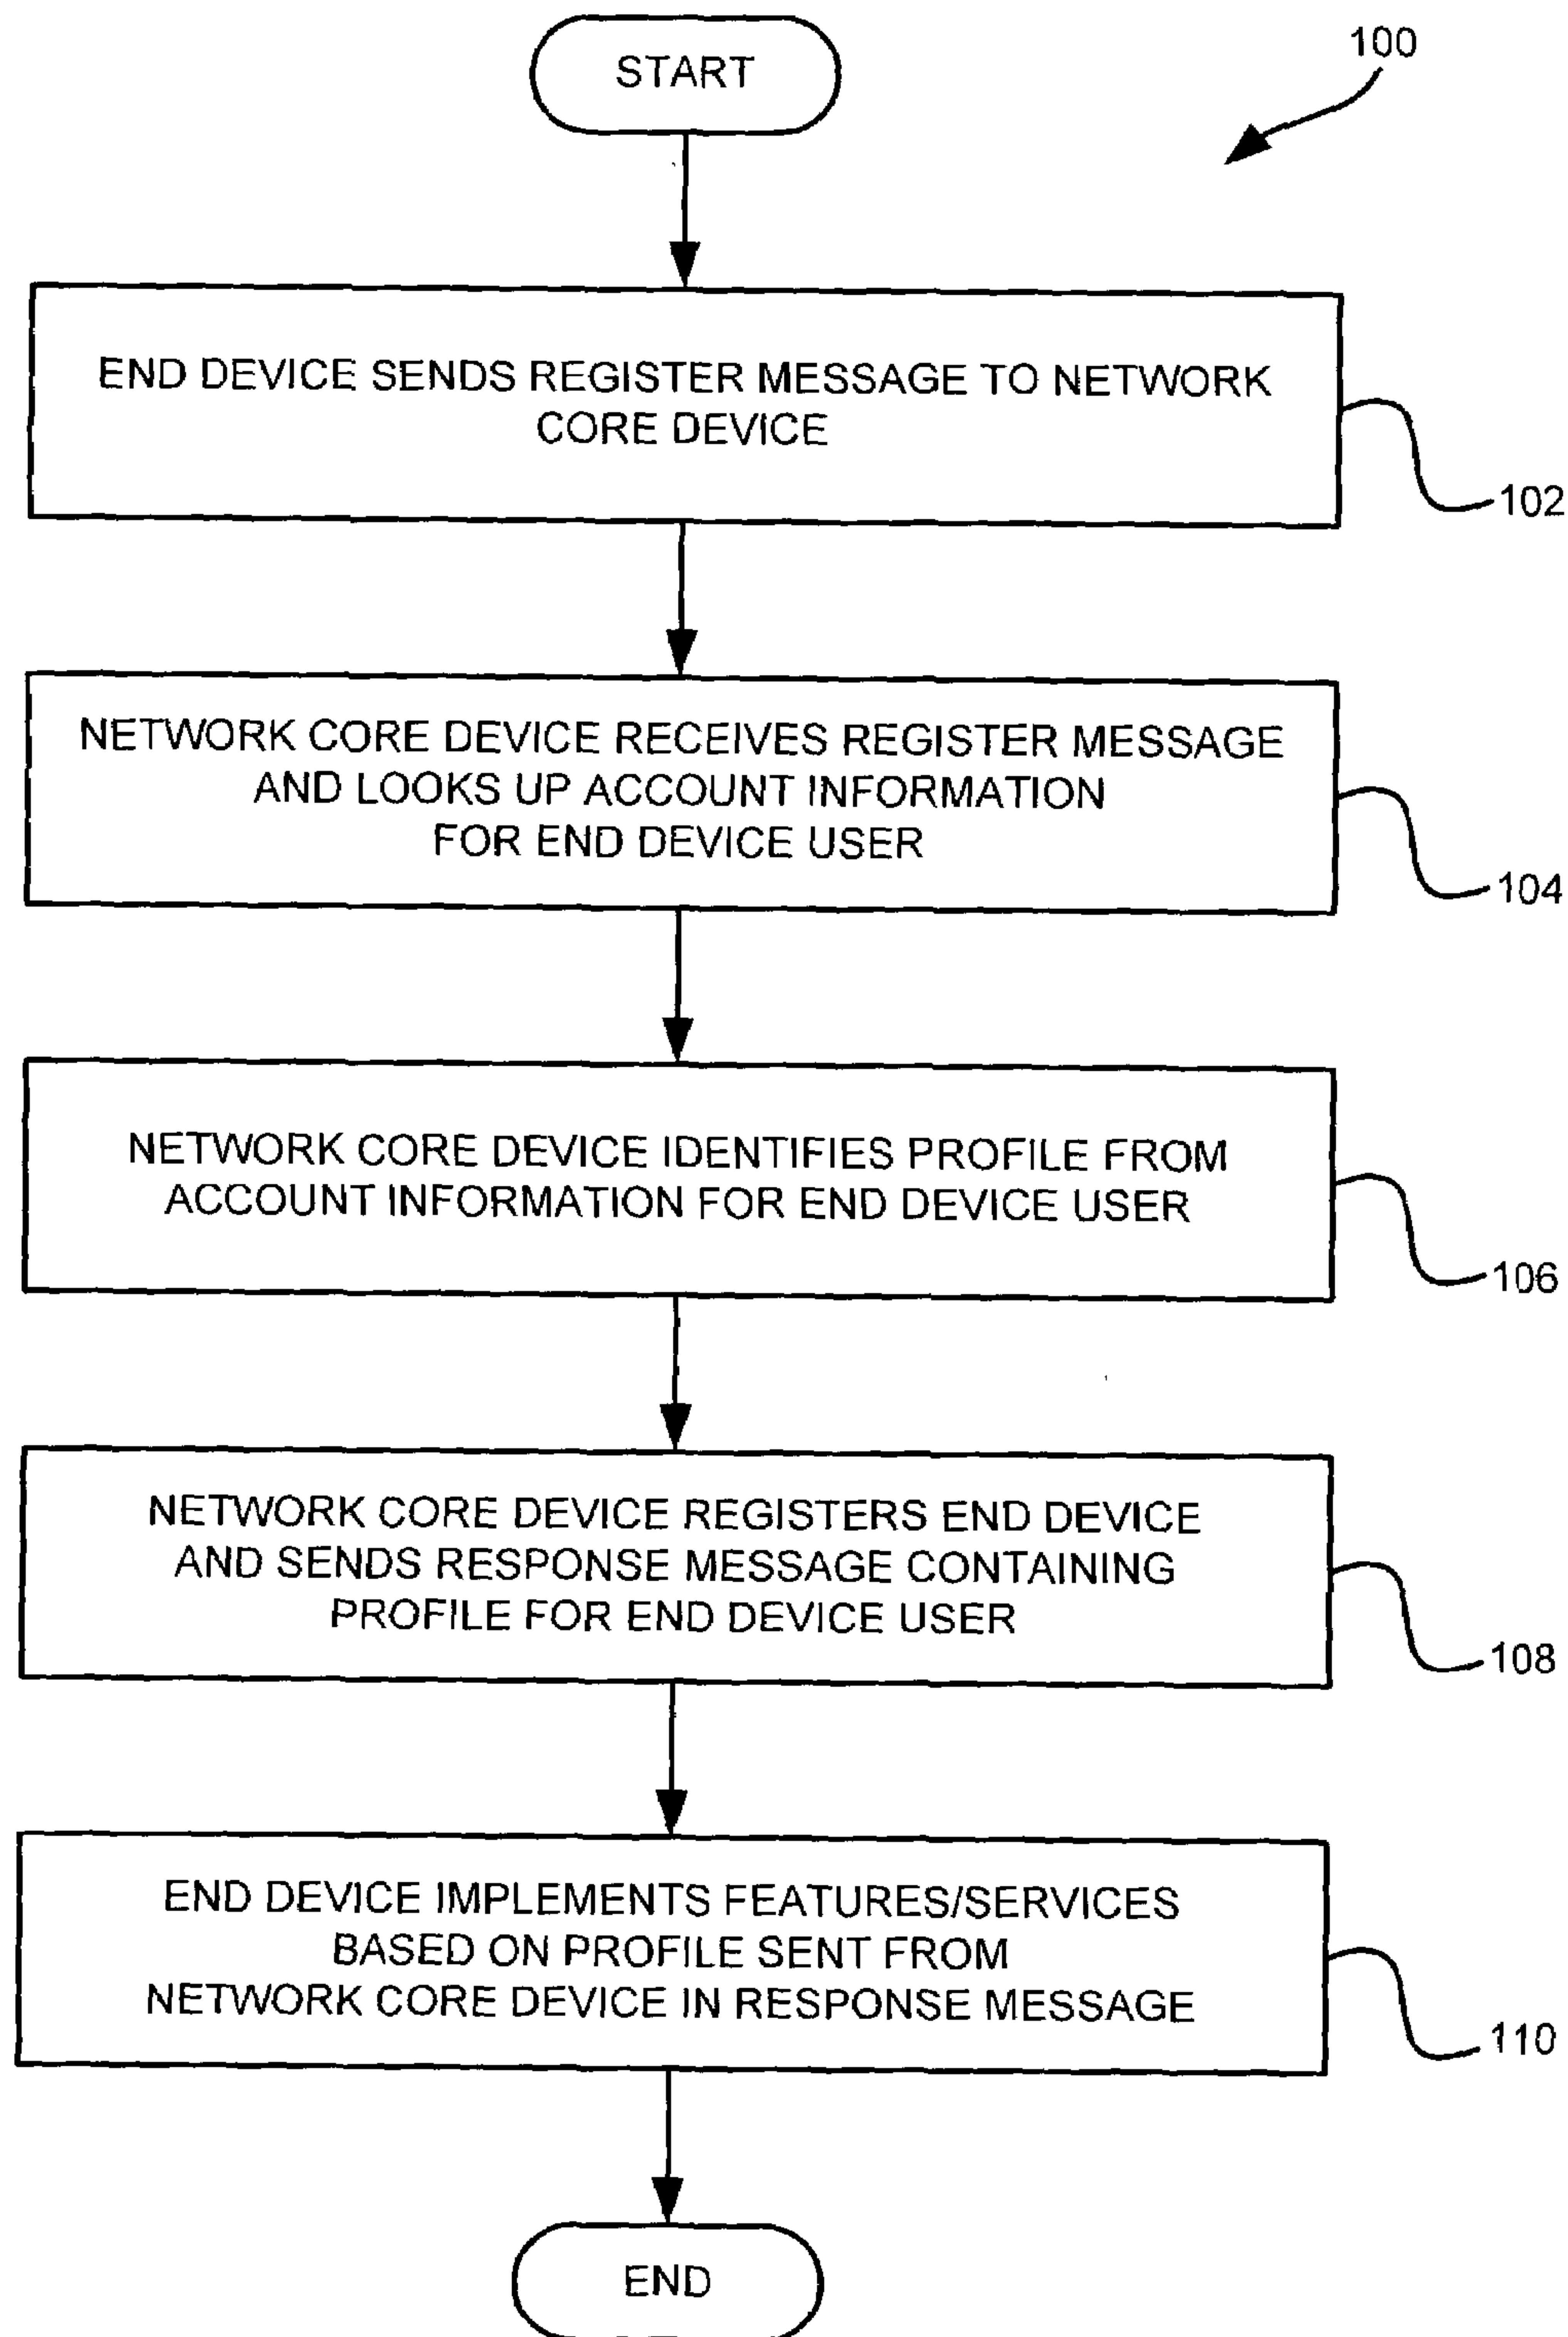 START
100
END DEVICE SENDS REGISTER MESSAGE TO NETWORK
CORE DEVICE
102
NETWORK CORE DEVICE RECEIVES REGISTER MESSAGE
AND LOOKS UP ACCOUNT INFORMATION
FOR END DEVICE USER
104
NETWORK CORE DEVICE IDENTIFIES PROFILE FROM
ACCOUNT INFORMATION FOR END DEVICE USER
106
NETWORK CORE DEVICE REGISTERS END DEVICE
AND SENDS RESPONSE MESSAGE CONTAINING
PROFILE FOR END DEVICE USER
108
END DEVICE IMPLEMENTS FEATURES/SERVICES
BASED ON PROFILE SENT FROM
NETWORK CORE DEVICE IN RESPONSE MESSAGE
110
END